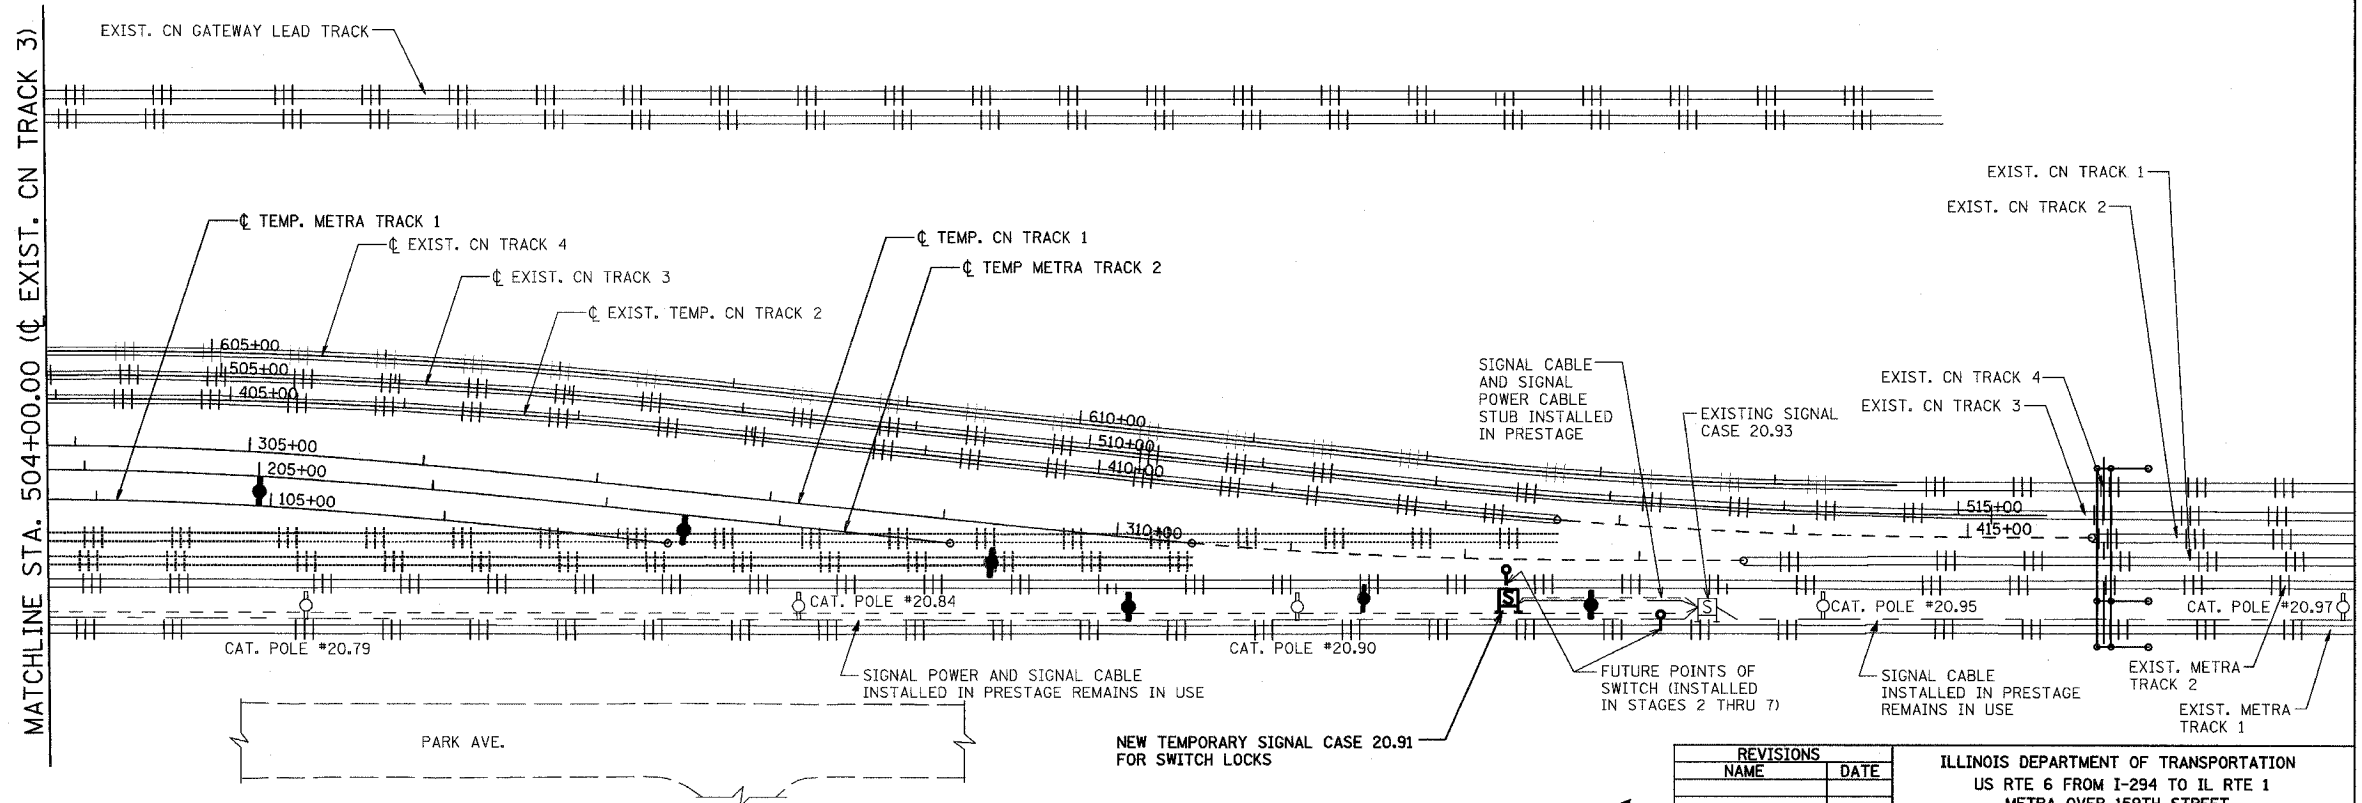 MATCHLINE STA. 504+00.00 (℄ EXIST. CN TRACK 3)
EXIST. CN GATEWAY LEAD TRACK
℄ TEMP. METRA TRACK 1
℄ EXIST. CN TRACK 4
℄ EXIST. CN TRACK 3
℄ EXIST. TEMP. CN TRACK 2
℄ TEMP. CN TRACK 1
℄ TEMP METRA TRACK 2
EXIST. CN TRACK 1
EXIST. CN TRACK 2
EXIST. CN TRACK 4
EXIST. CN TRACK 3
SIGNAL CABLE
AND SIGNAL
POWER CABLE
STUB INSTALLED
IN PRESTAGE
EXISTING SIGNAL
CASE 20.93
605+00
505+00
405+00
305+00
205+00
105+00
610+00
510+00
410+00
310+00
515+00
415+00
S
S
CAT. POLE #20.84
CAT. POLE #20.95
CAT. POLE #20.97
CAT. POLE #20.79
CAT. POLE #20.90
SIGNAL POWER AND SIGNAL CABLE
INSTALLED IN PRESTAGE REMAINS IN USE
FUTURE POINTS OF
SWITCH (INSTALLED
IN STAGES 2 THRU 7)
SIGNAL CABLE
INSTALLED IN PRESTAGE
REMAINS IN USE
EXIST. METRA
TRACK 2
EXIST. METRA
TRACK 1
PARK AVE.
NEW TEMPORARY SIGNAL CASE 20.91
FOR SWITCH LOCKS
REVISIONS
NAME DATE
ILLINOIS DEPARTMENT OF TRANSPORTATION
US RTE 6 FROM I-294 TO IL RTE 1
METRA OVER 159TH STREET